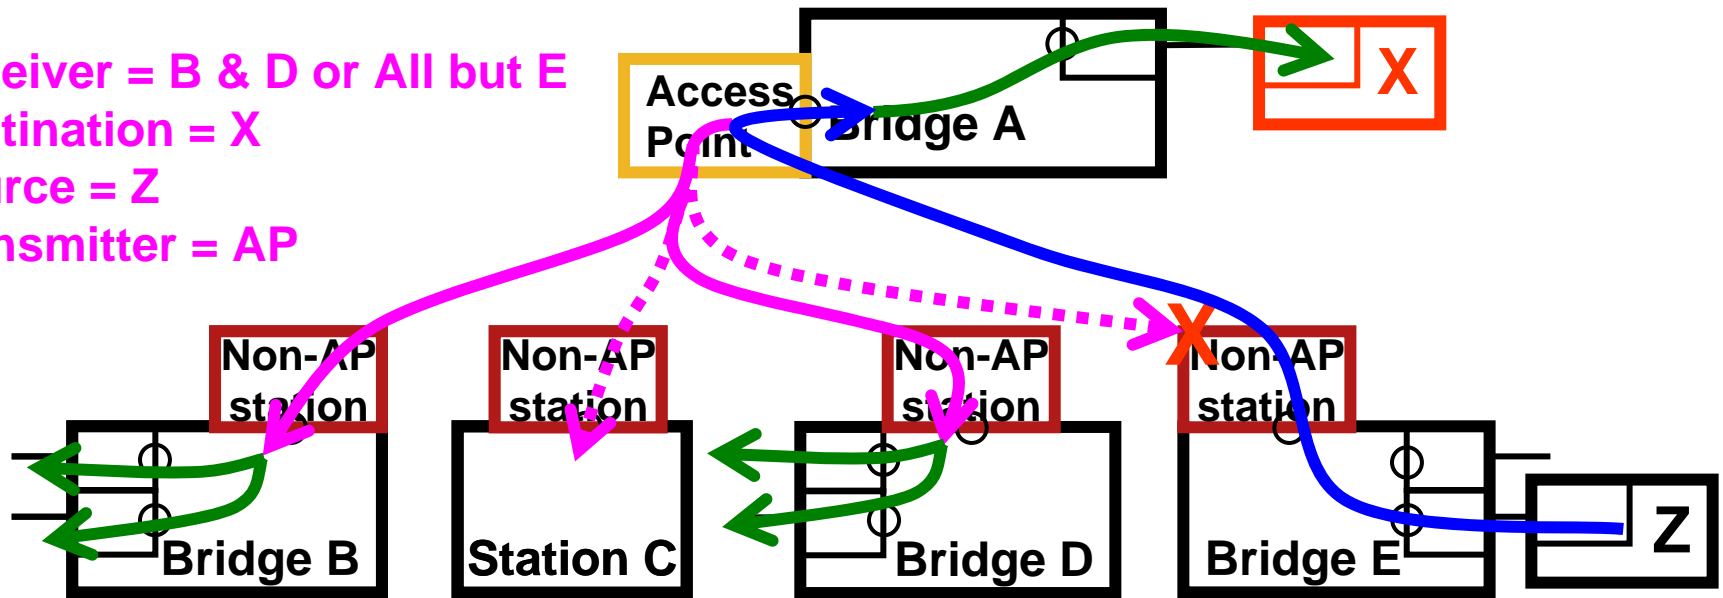 eiver = B & D or All but E
tination = X
urce = Z
nsmitter = AP
Access
Point
Bridge A
X
Non-AP
station
Non-AP
station
Non-AP
station
X
Non-AP
station
Bridge B
Station C
Bridge D
Bridge E
Z